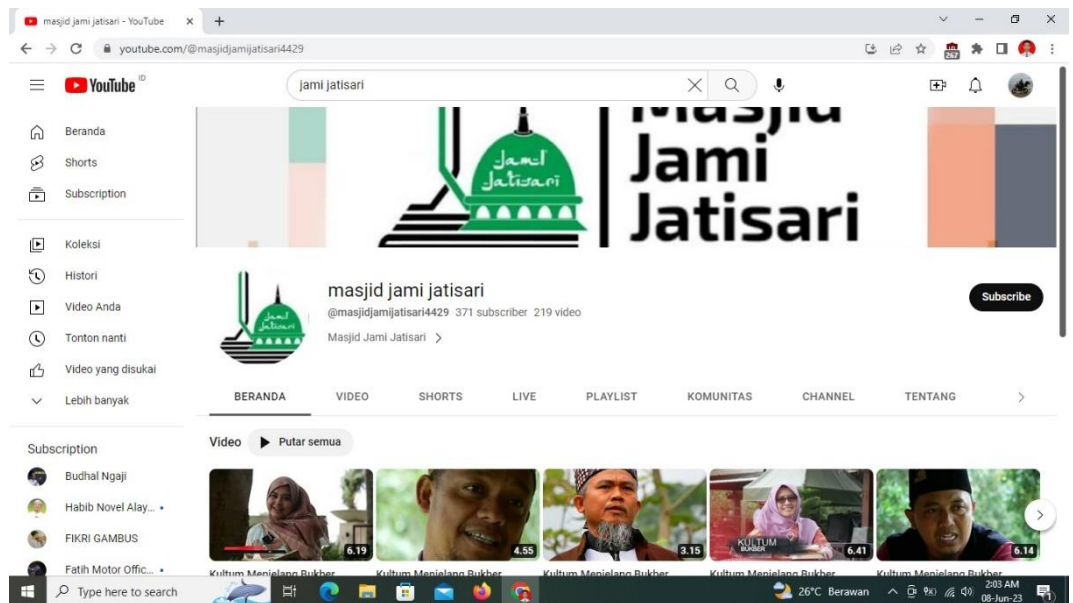 masjid jami jatisari - YouTube
youtube.com/@masjidjamijatisari4429
267
YouTube ID
jami jatisari
Beranda
Shorts
Subscription
Koleksi
Histori
Video Anda
Tonton nanti
Video yang disukai
Lebih banyak
Subscription
Budhal Ngaji
Habib Novel Alay...
FIKRI GAMBUS
Fatih Motor Offic...
Jami
Jatisari
Masjid
Jami
Jatisari
Jami
Jatisari
masjid jami jatisari
@masjidjamijatisari4429 371 subscriber 219 video
Masjid Jami Jatisari
Subscribe
BERANDA VIDEO SHORTS LIVE PLAYLIST KOMUNITAS CHANNEL TENTANG
Video Putar semua
6.19
4.55
3.15
KULTUM
BUKBER
6.41
6.14
Kultum Menjelang Bukber
Kultum Menjelang Bukber
Kultum Menjelang Bukber
Kultum Menjelang Bukber
Kultum Menjelang Bukber
Type here to search
26°C Berawan
2:03 AM
08-Jun-23
1